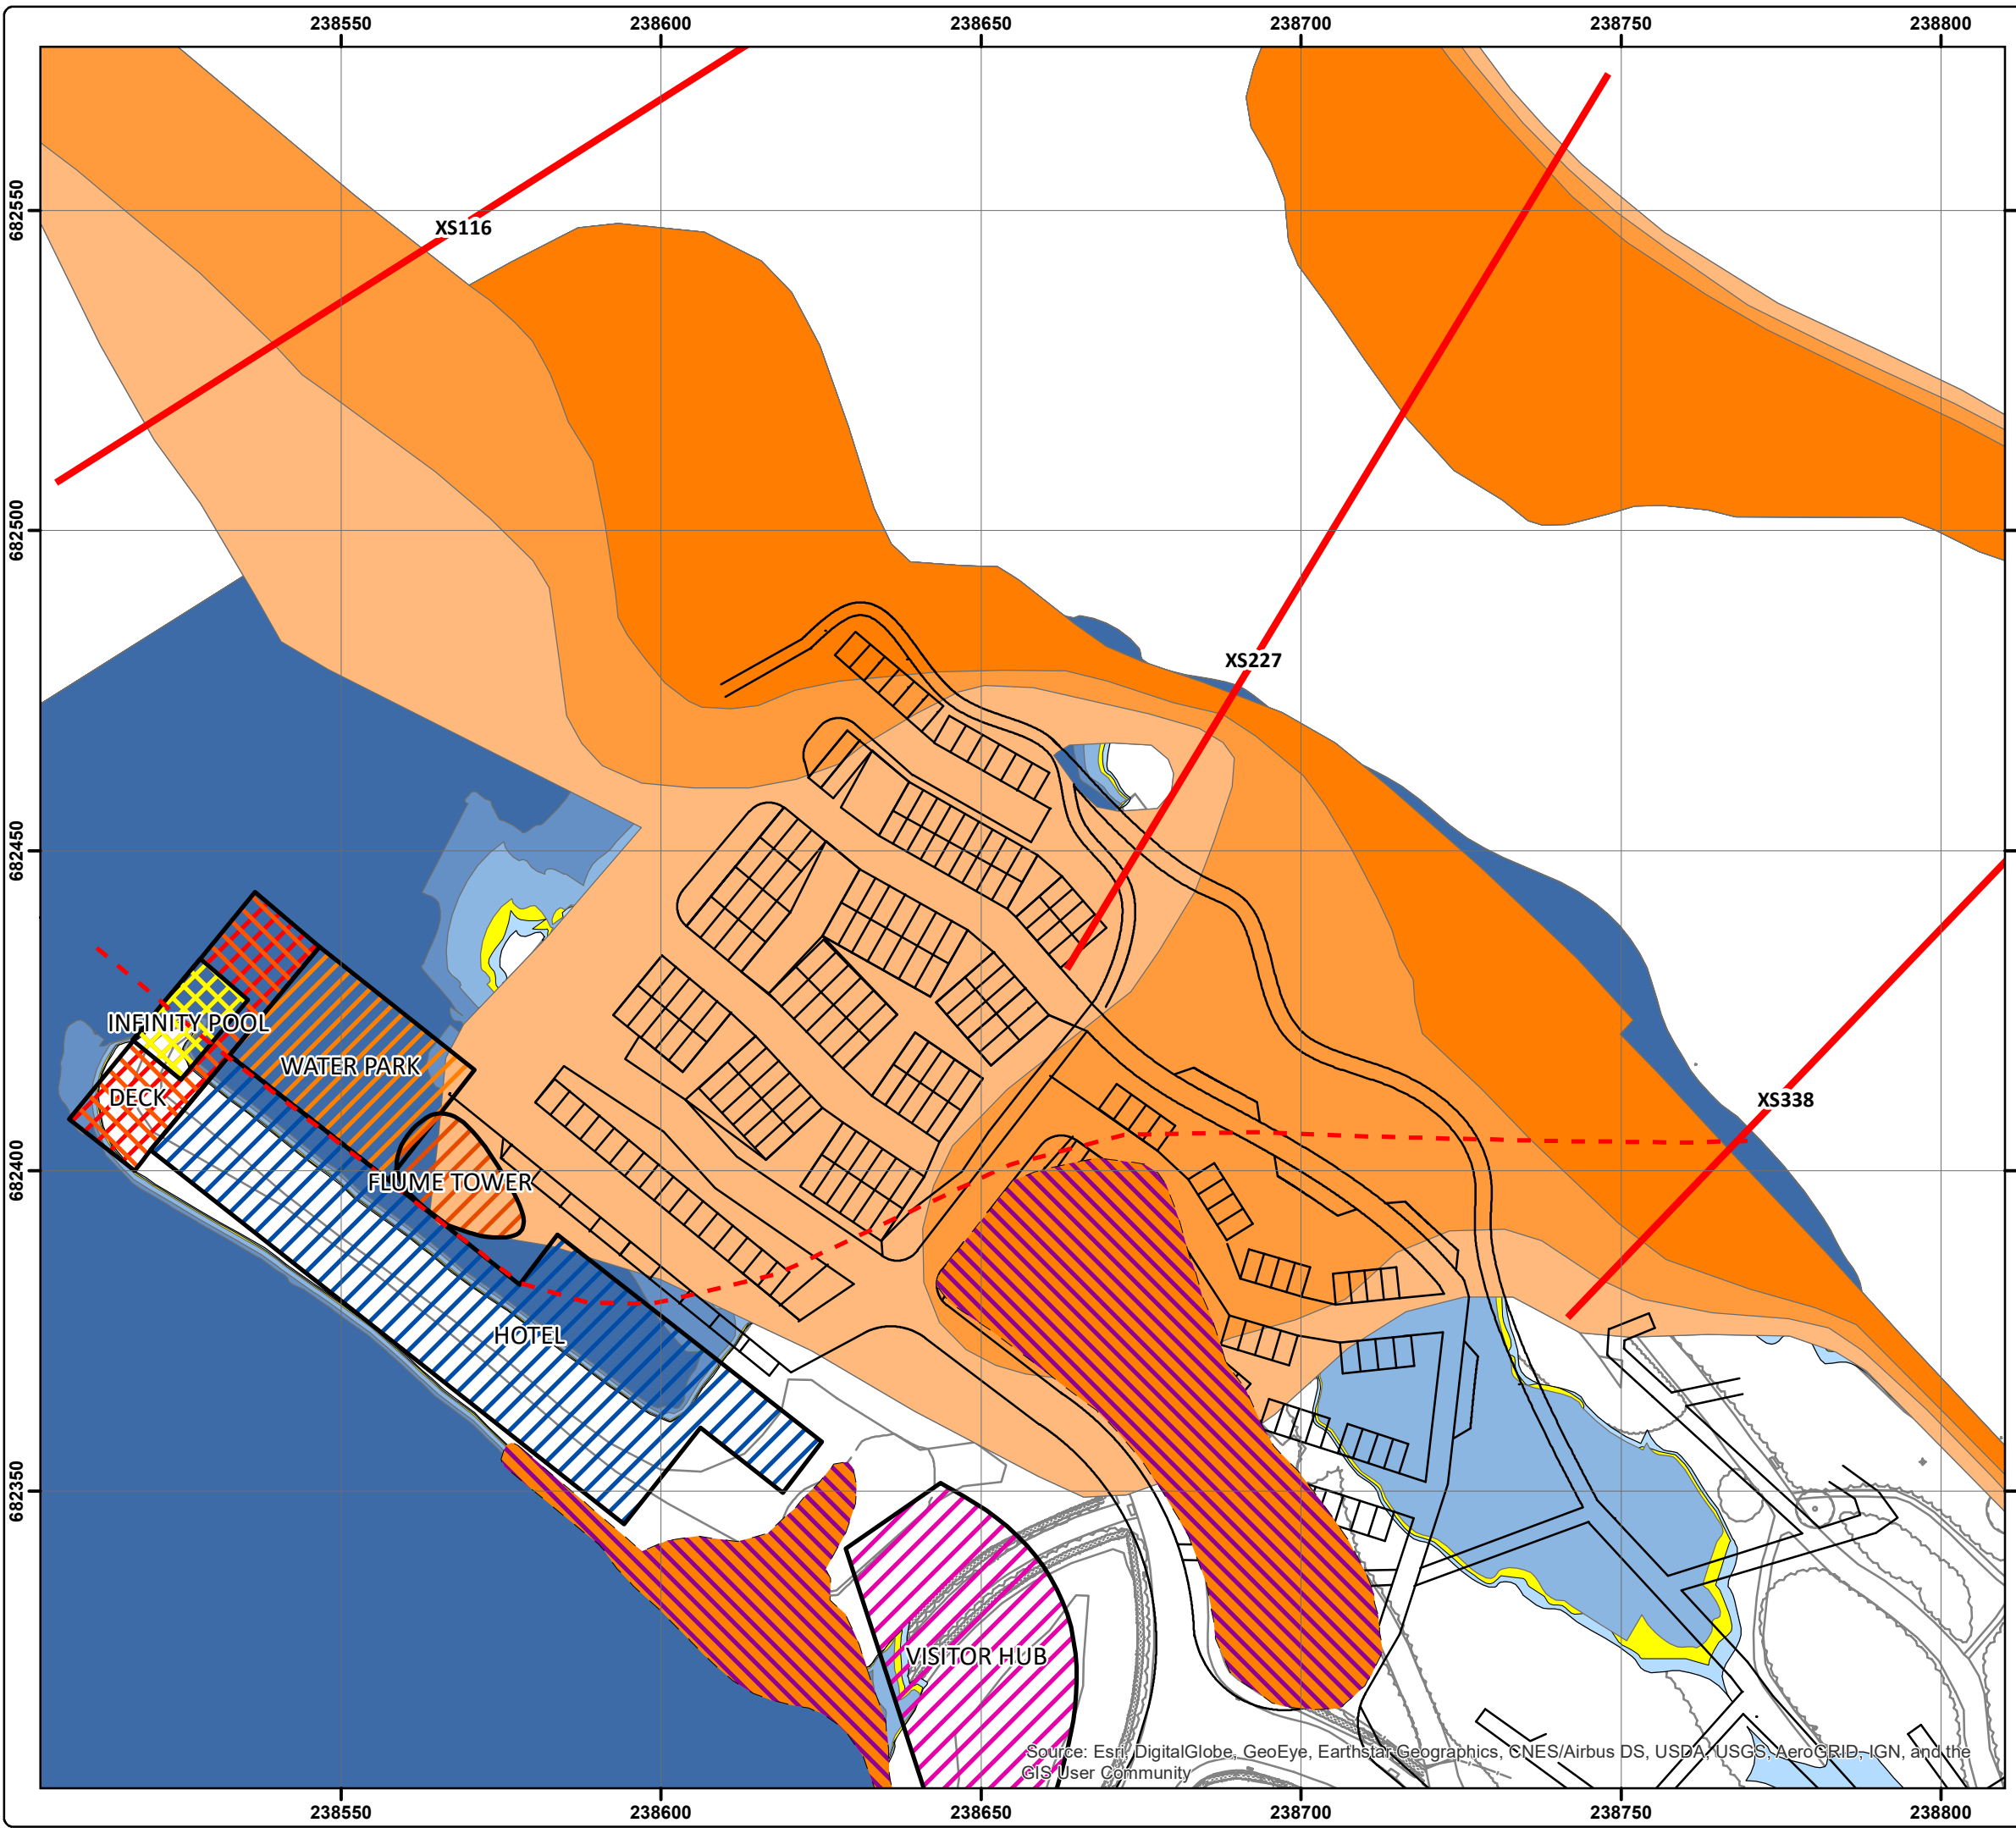 238550 238600 238650 238700 238750 238800
682550
XS116
682500
XS227
682450
XS338
INFINITY POOL
WATER PARK
DECK
682400
FLUME TOWER
HOTEL
682350
VISITOR HUB
Source: Esri, DigitalGlobe, GeoEye, Earthstar Geographics, CNES/Airbus DS, USDA, USGS, AeroGRID, IGN, and the
GIS User Community
238550 238600 238650 238700 238750 238800